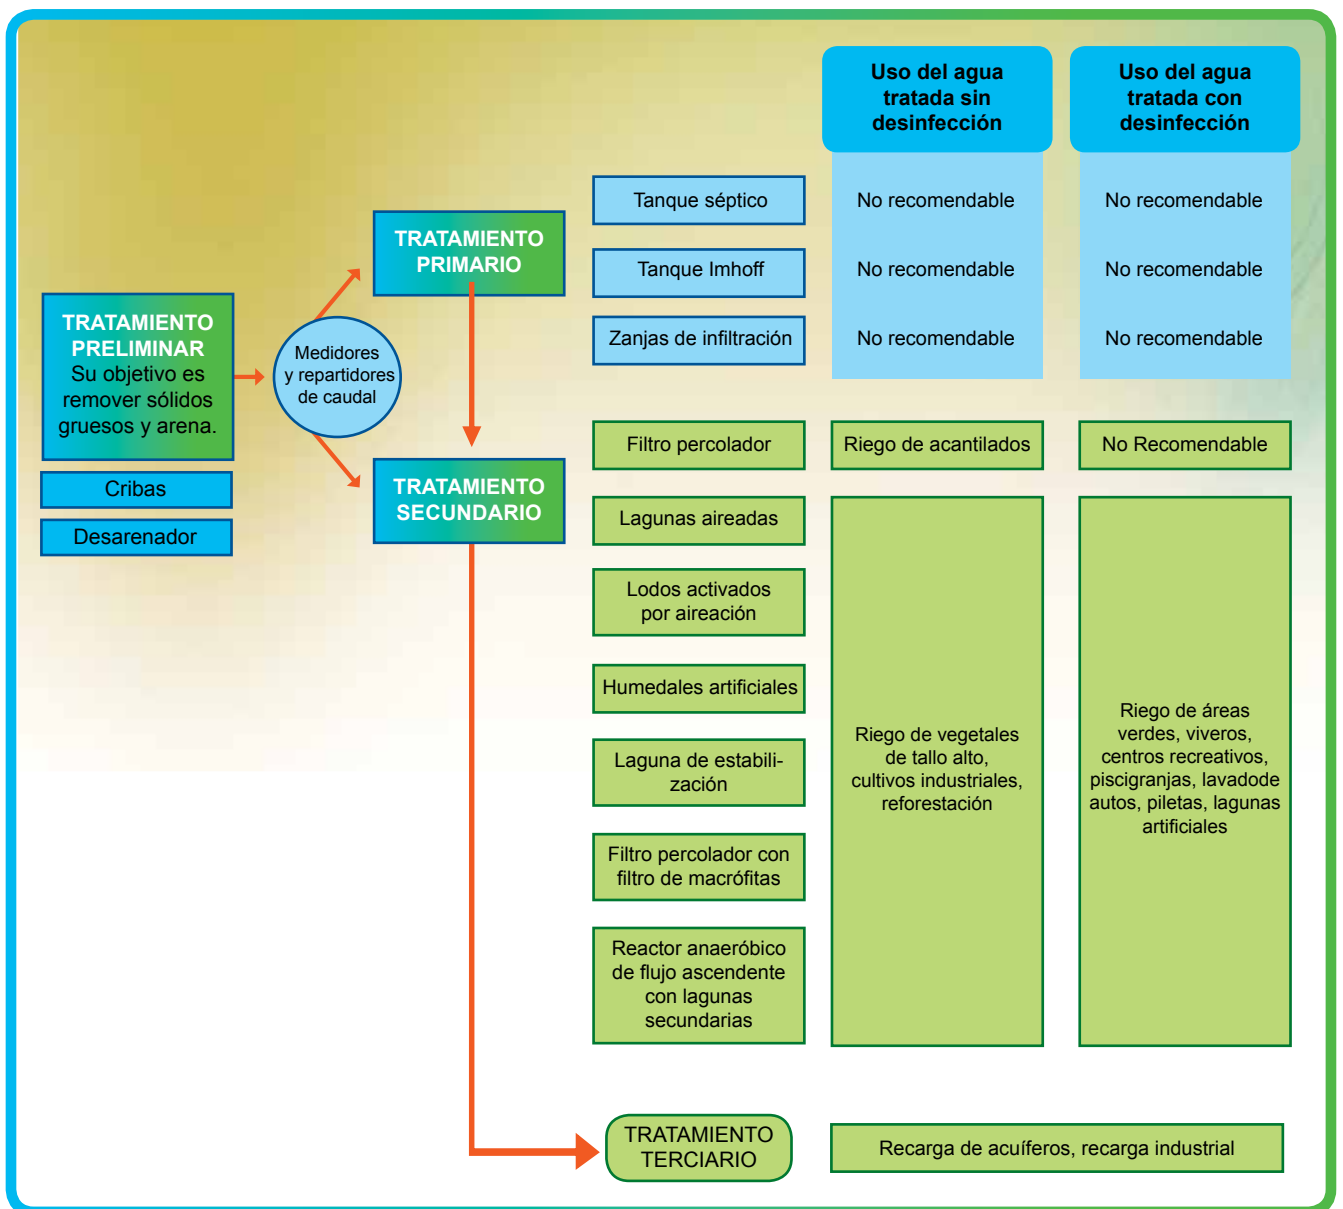 Uso del agua
tratada sin
desinfección
Uso del agua
tratada con
desinfección
TRATAMIENTO
PRELIMINAR
Su objetivo es
remover sólidos
gruesos y arena.
Cribas
Desarenador
Medidores
y repartidores
de caudal
TRATAMIENTO
PRIMARIO
Tanque séptico
No recomendable
No recomendable
Tanque Imhoff
No recomendable
No recomendable
Zanjas de infiltración
No recomendable
No recomendable
TRATAMIENTO
SECUNDARIO
Filtro percolador
Riego de acantilados
No Recomendable
Lagunas aireadas
Lodos activados
por aireación
Humedales artificiales
Laguna de estabili-
zación
Filtro percolador con
filtro de macrófitas
Reactor anaeróbico
de flujo ascendente
con lagunas
secundarias
Riego de vegetales
de tallo alto,
cultivos industriales,
reforestación
Riego de áreas
verdes, viveros,
centros recreativos,
piscigranjas, lavadode
autos, piletas, lagunas
artificiales
TRATAMIENTO
TERCIARIO
Recarga de acuíferos, recarga industrial